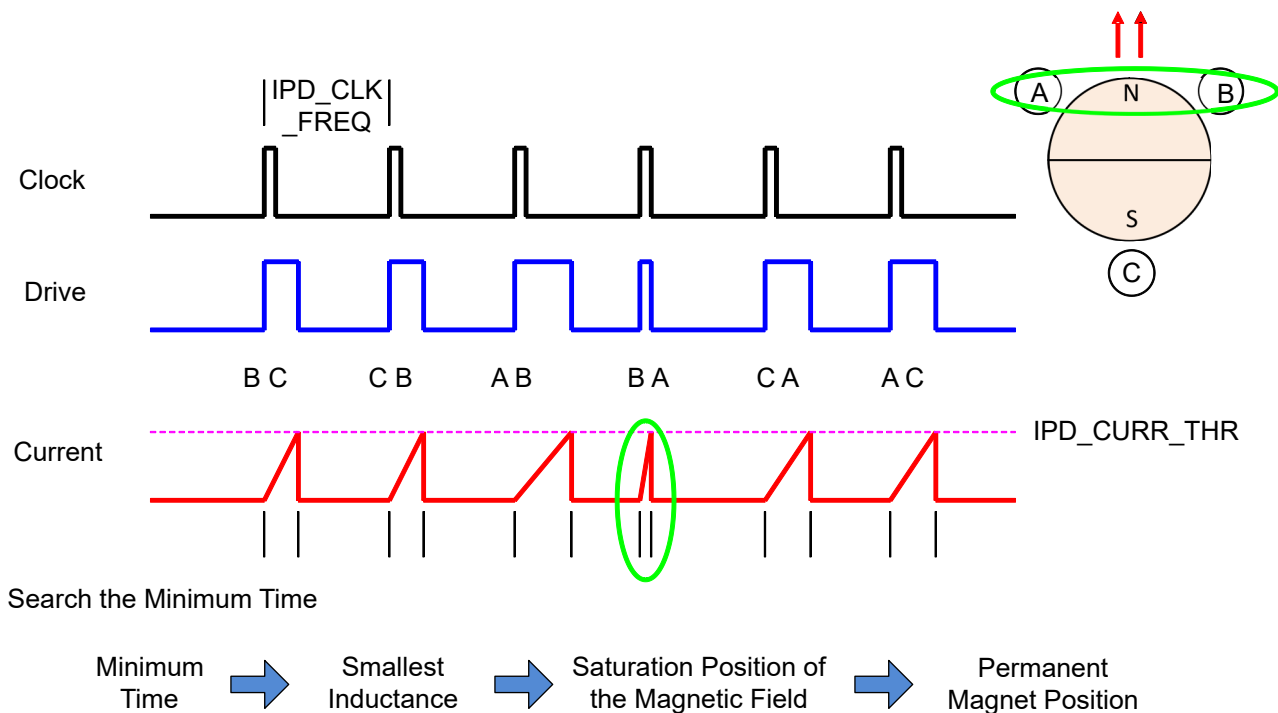 IPD_CLK
_FREQ
A
N
B
Clock
S
C
Drive
B C
C B
A B
B A
C A
A C
Current
IPD_CURR_THR
Search the Minimum Time
Minimum
Time
Smallest
Inductance
Saturation Position of
the Magnetic Field
Permanent
Magnet Position